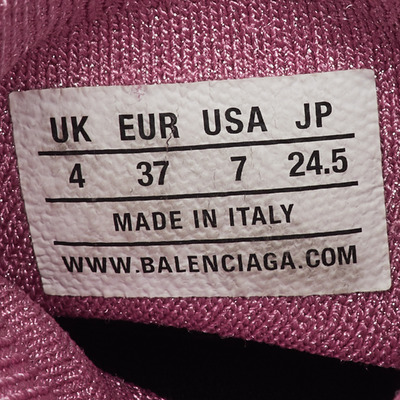 UK EUR USA JP
4 37 7 24.5
MADE IN ITALY
WWW.BALENCIAGA.COM